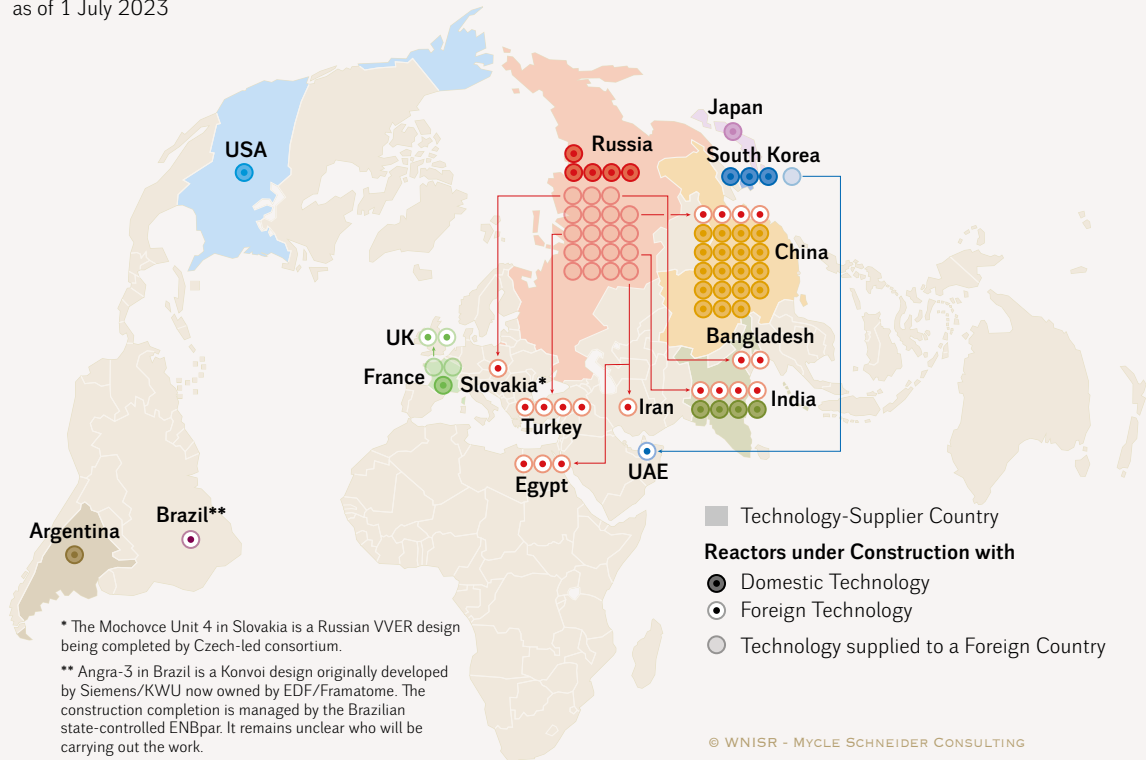 as of 1 July 2023
Japan
USA
Russia
South Korea
China
UK
Bangladesh
France
Slovakia*
Iran
India
Turkey
UAE
Egypt
Brazil**
Argentina
Technology-Supplier Country
Reactors under Construction with
Domestic Technology
Foreign Technology
Technology supplied to a Foreign Country
* The Mochovce Unit 4 in Slovakia is a Russian VVER design
being completed by Czech-led consortium.
** Angra-3 in Brazil is a Konvoi design originally developed
by Siemens/KWU now owned by EDF/Framatome. The
construction completion is managed by the Brazilian
state-controlled ENBpar. It remains unclear who will be
carrying out the work.
© WNISR - Mycle Schneider Consulting